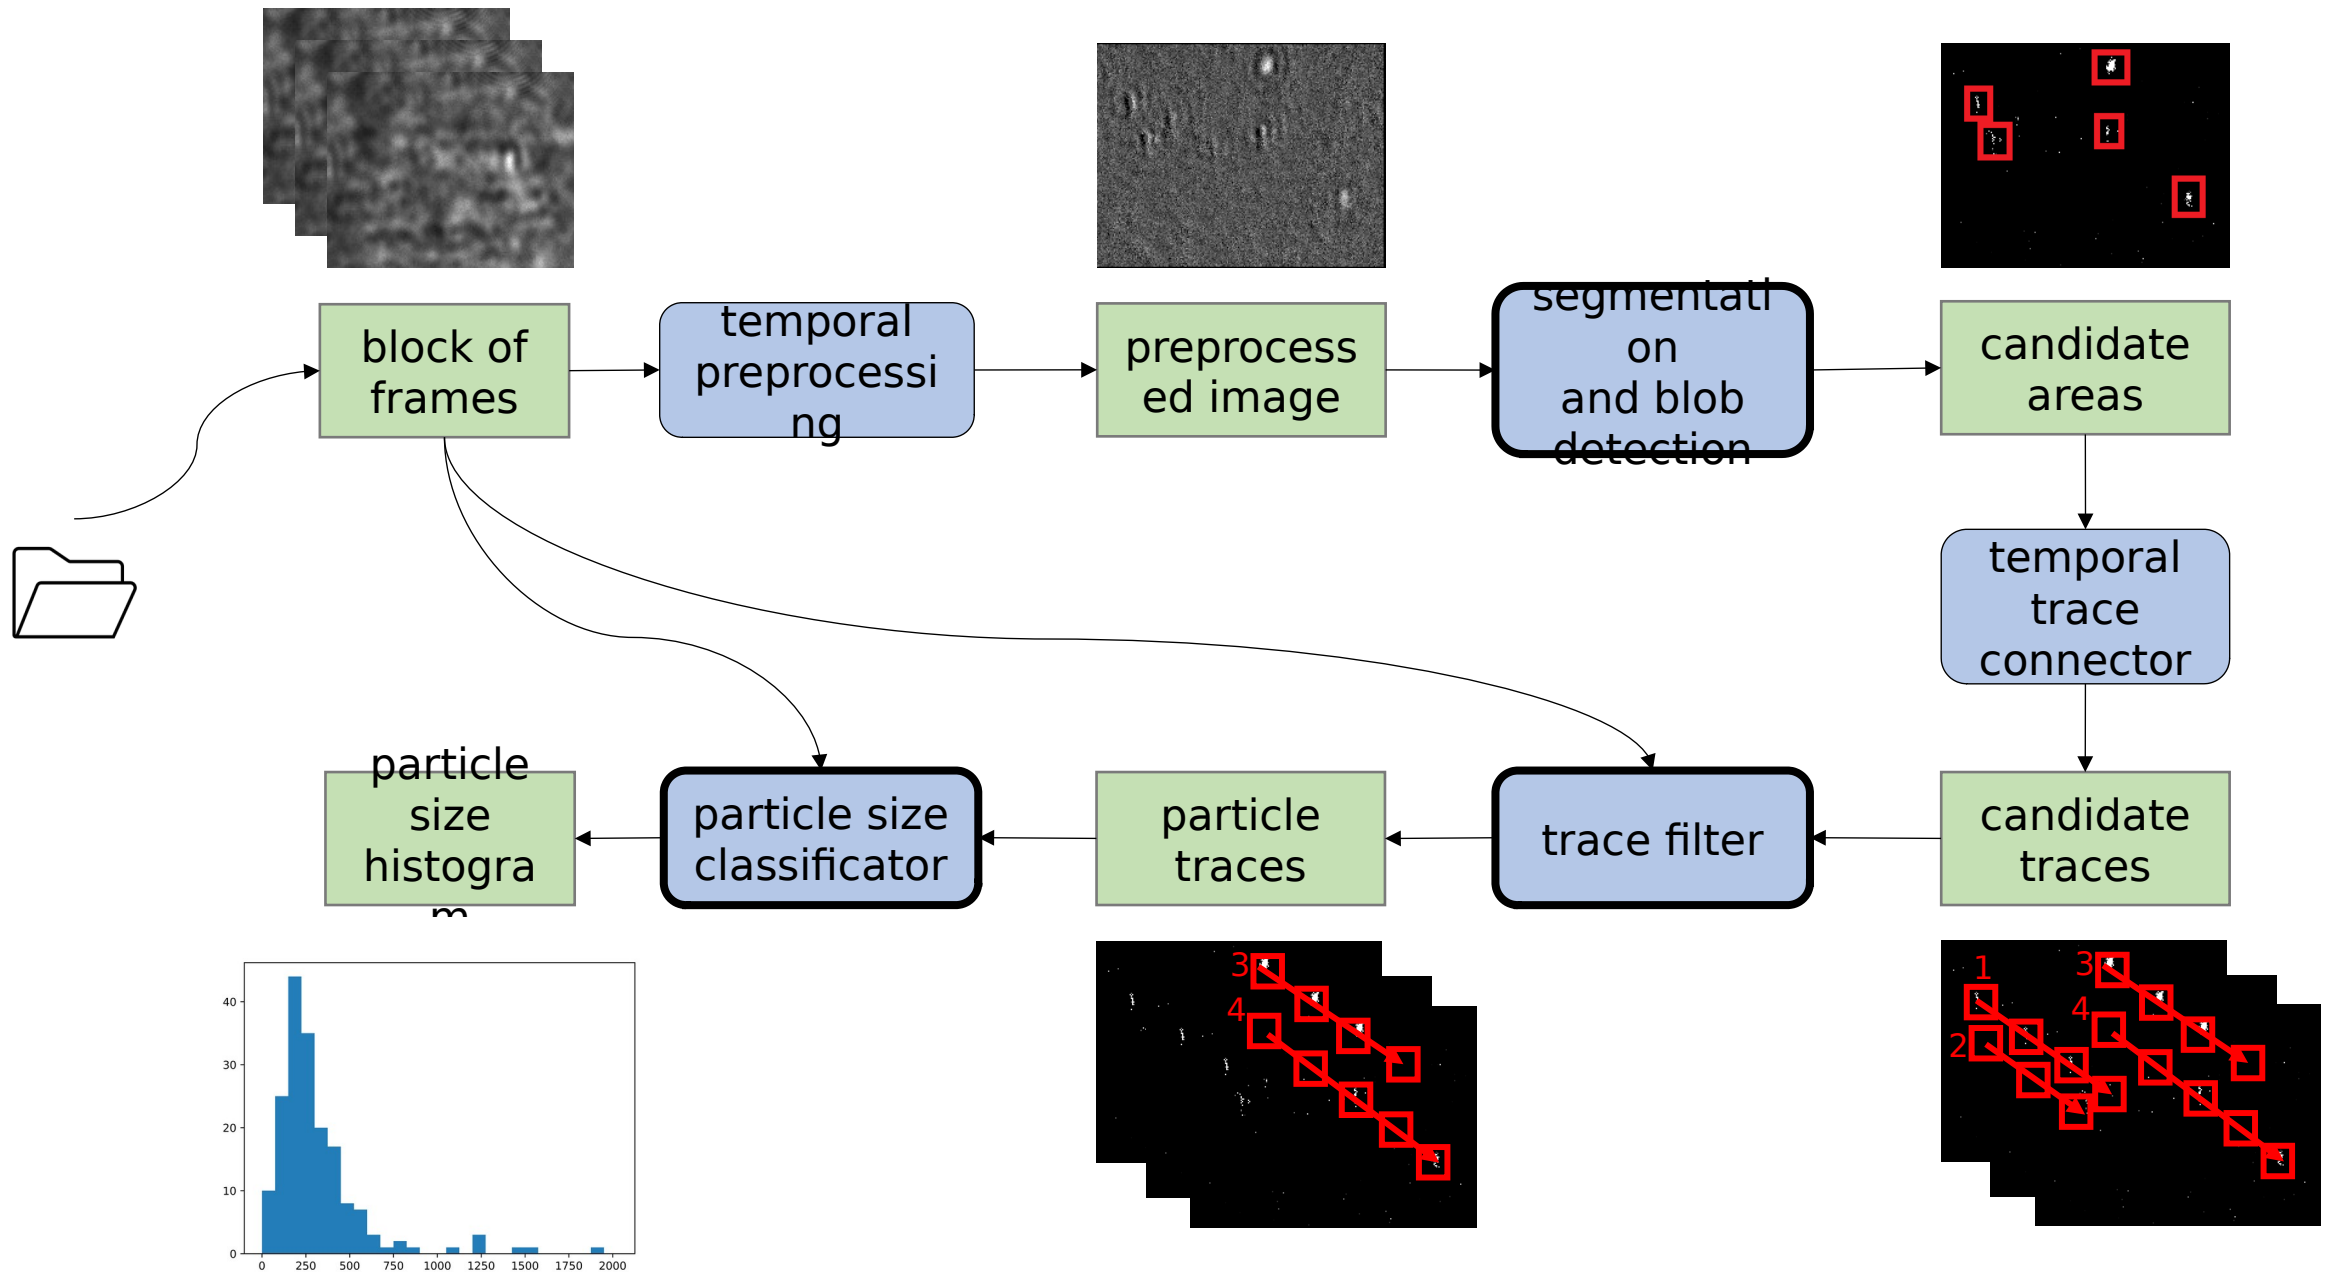 block of
frames
temporal
preprocessi
ng
preprocess
ed image
segmentati
on
and blob
detection
candidate
areas
temporal
trace
connector
candidate
traces
trace filter
particle
traces
particle size
classificator
particle
size
histogra
m
40
30
20
10
0
0 250 500 750 1000 1250 1500 1750 2000
3
4
1
3
4
2